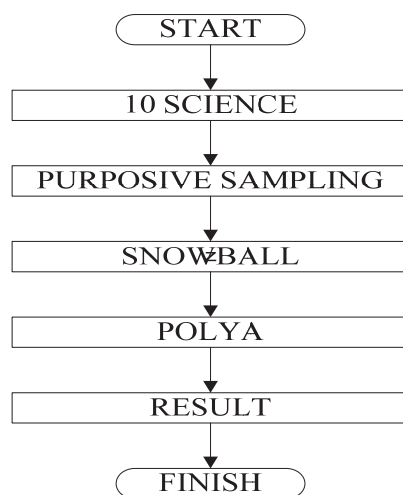 START
10 SCIENCE
PURPOSIVE SAMPLING
SNOWBALL
POLYA
RESULT
FINISH